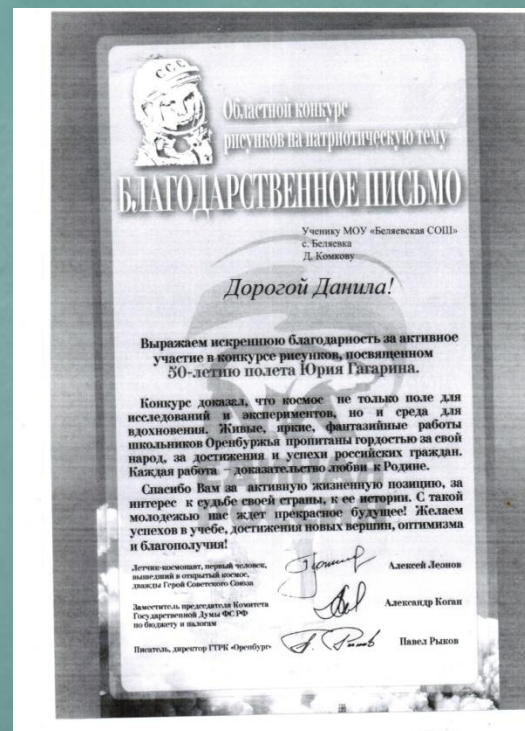 ССС
Областной конкурс
рисунков на патриотическую тему
БЛАГОДАРСТВЕННОЕ ПИСЬМО
Ученику МОУ «Беляевская СОШ»
с. Беляевка
Д. Комкову
Дорогой Данила!
Выражаем искреннюю благодарность за активное
участие в конкурсе рисунков, посвященном
50-летию полета Юрия Гагарина.
Конкурс доказал, что космос не только поле для
исследований и экспериментов, но и среда для
вдохновения. Живые, яркие, фантазийные работы
школьников Оренбуржья пропитаны гордостью за свой
народ, за достижения и успехи российских граждан.
Каждая работа – доказательство любви к Родине.
Спасибо Вам за активную жизненную позицию, за
интерес к судьбе своей страны, к ее истории. С такой
молодежью нас ждет прекрасное будущее! Желаем
успехов в учебе, достижения новых вершин, оптимизма
и благополучия!
Летчик-космонавт, первый человек,
вышедший в открытый космос,
дважды Герой Советского Союза
Алексей Леонов
Заместитель председателя Комитета
Государственной Думы ФС РФ
по бюджету и налогам
Александр Коган
Писатель, директор ГТРК «Оренбург»
Павел Рыков